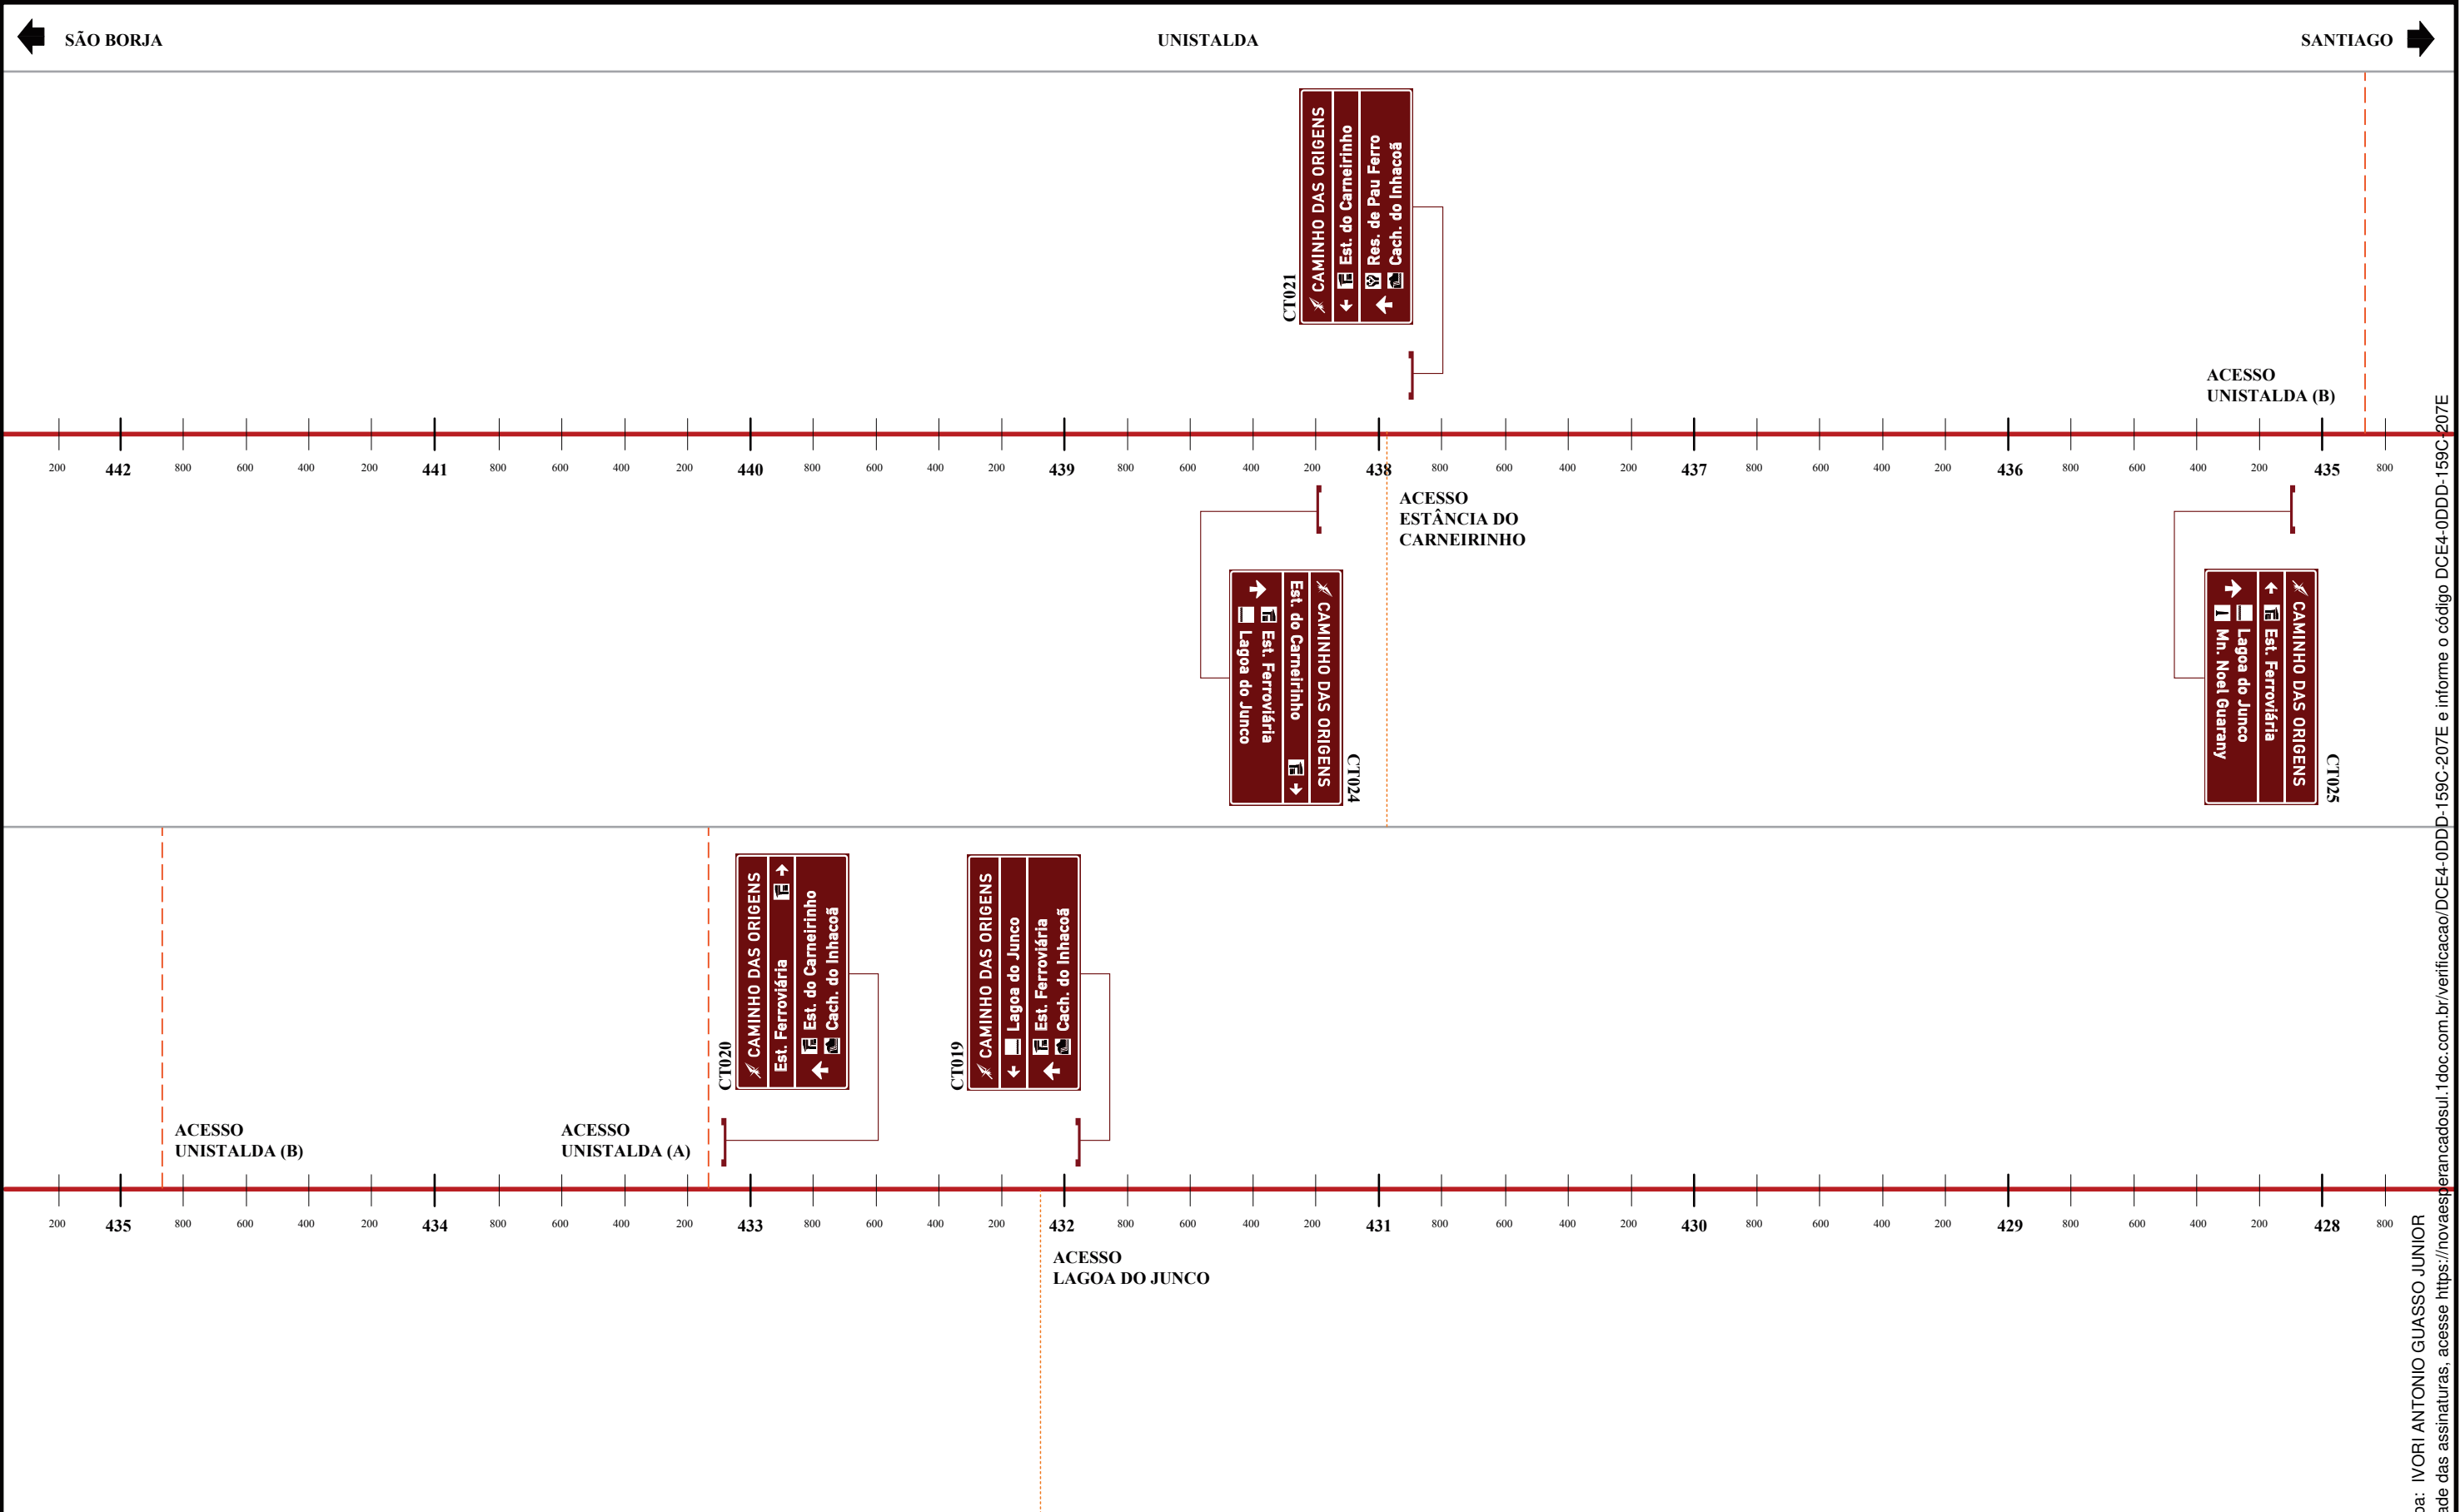 SÃO BORJA
UNISTALDA
SANTIAGO
CT021
CAMINHO DAS ORIGENS
Est. do Carneirinho
Res. de Pau Ferro
Cach. do Inhacoã
ACESSO
UNISTALDA (B)
200 442 800 600 400 200 441 800 600 400 200 440 800 600 400 200 439 800 600 400 200 438 800 600 400 200 437 800 600 400 200 436 800 600 400 200 435 800
ACESSO
ESTÂNCIA DO
CARNEIRINHO
CT024
CAMINHO DAS ORIGENS
Est. do Carneirinho
Est. Ferroviária
Lagoa do Junco
CT025
CAMINHO DAS ORIGENS
Est. Ferroviária
Lagoa do Junco
Mn. Noel Guarany
ACESSO
UNISTALDA (B)
ACESSO
UNISTALDA (A)
CT020
CAMINHO DAS ORIGENS
Est. Ferroviária
Est. do Carneirinho
Cach. do Inhacoã
CT019
CAMINHO DAS ORIGENS
Lagoa do Junco
Est. Ferroviária
Cach. do Inhacoã
200 435 800 600 400 200 434 800 600 400 200 433 800 600 400 200 432 800 600 400 200 431 800 600 400 200 430 800 600 400 200 429 800 600 400 200 428 800
ACESSO
LAGOA DO JUNCO
oa: IVORI ANTONIO GUASSO JUNIOR
ade das assinaturas, acesse https://novaesperancadosul.1doc.com.br/verificacao/DCE4-0DDD-159C-207E e informe o código DCE4-0DDD-159C-207E